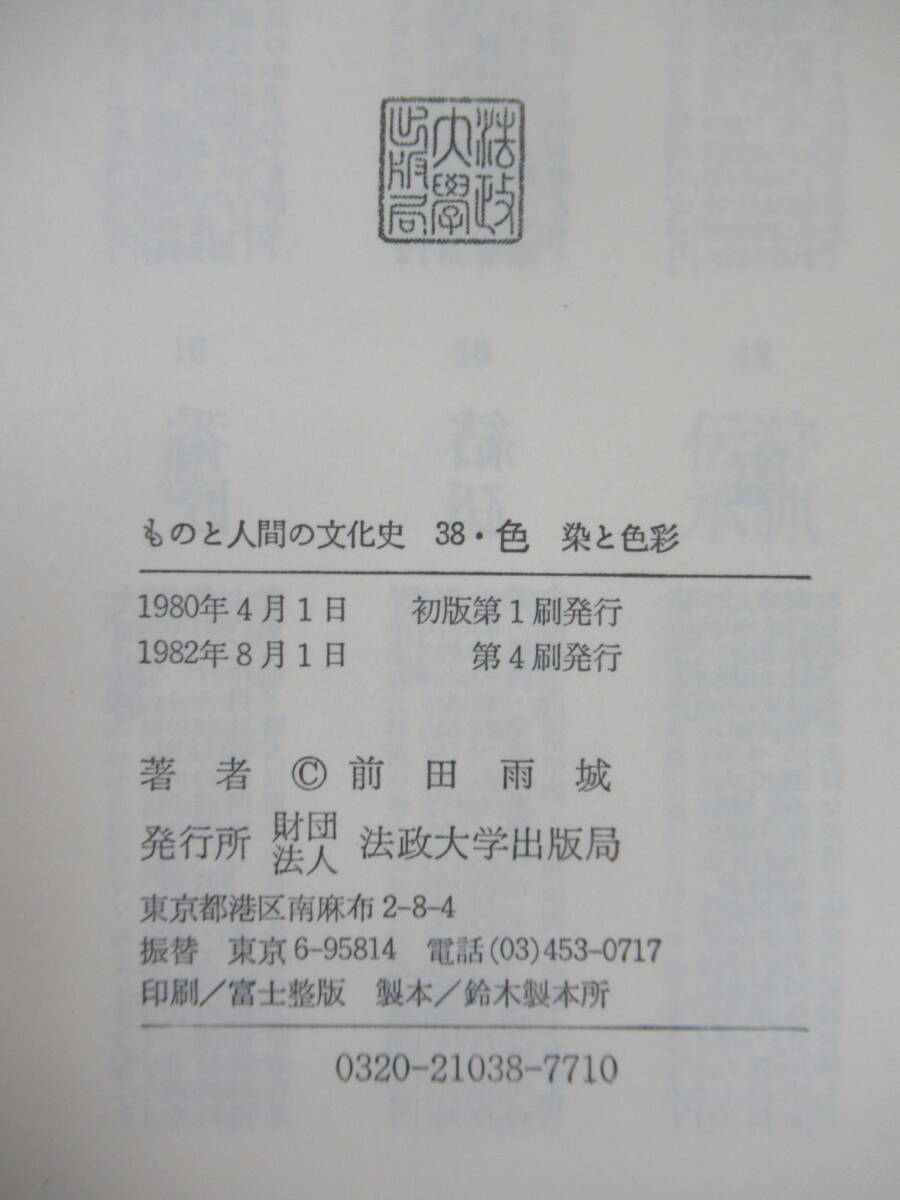 法政
大學
出版局
ものと人間の文化史 38・色 染と色彩
1980年4月1日 初版第1刷発行
1982年8月1日 第4刷発行
著者 © 前田雨城
発行所 財団法人 法政大学出版局
東京都港区南麻布2-8-4
振替 東京6-95814 電話(03)453-0717
印刷/富士整版 製本/鈴木製本所
0320-21038-7710